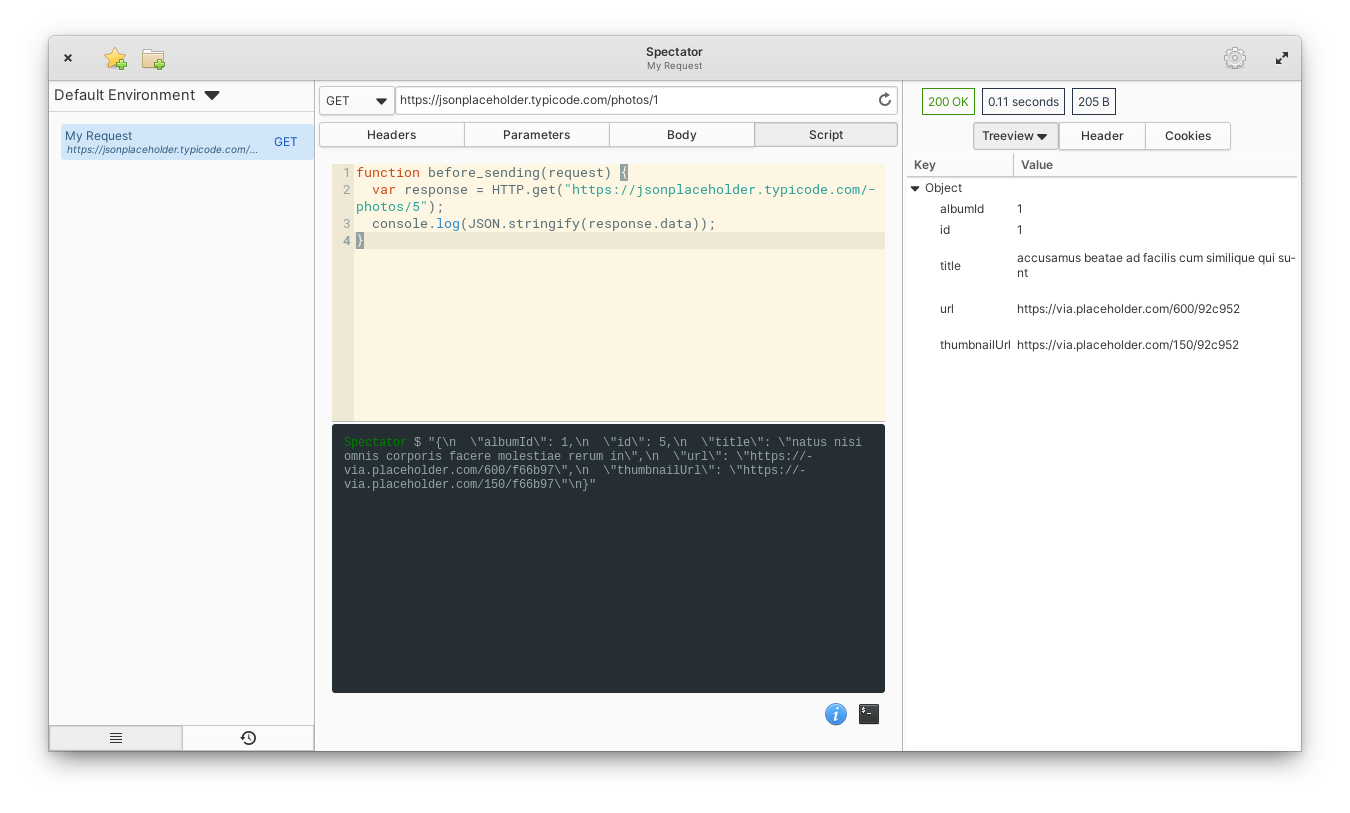 Spectator
My Request
Default Environment
My Request
https://jsonplaceholder.typicode.com/...
GET
GET
https://jsonplaceholder.typicode.com/photos/1
Headers
Parameters
Body
Script
1 function before_sending(request) {
2   var response = HTTP.get("https://jsonplaceholder.typicode.com/-
photos/5");
3   console.log(JSON.stringify(response.data));
4 }
Spectator $ "{\n  \"albumId\": 1,\n  \"id\": 5,\n  \"title\": \"natus nisi
omnis corporis facere molestiae rerum in\",\n  \"url\": \"https://-
via.placeholder.com/600/f66b97\",\n  \"thumbnailUrl\": \"https://-
via.placeholder.com/150/f66b97\"\n}"
$-
200 OK
0.11 seconds
205 B
Treeview
Header
Cookies
Key Value
Object
albumId 1
id 1
title accusamus beatae ad facilis cum similique qui su-
nt
url https://via.placeholder.com/600/92c952
thumbnailUrl https://via.placeholder.com/150/92c952